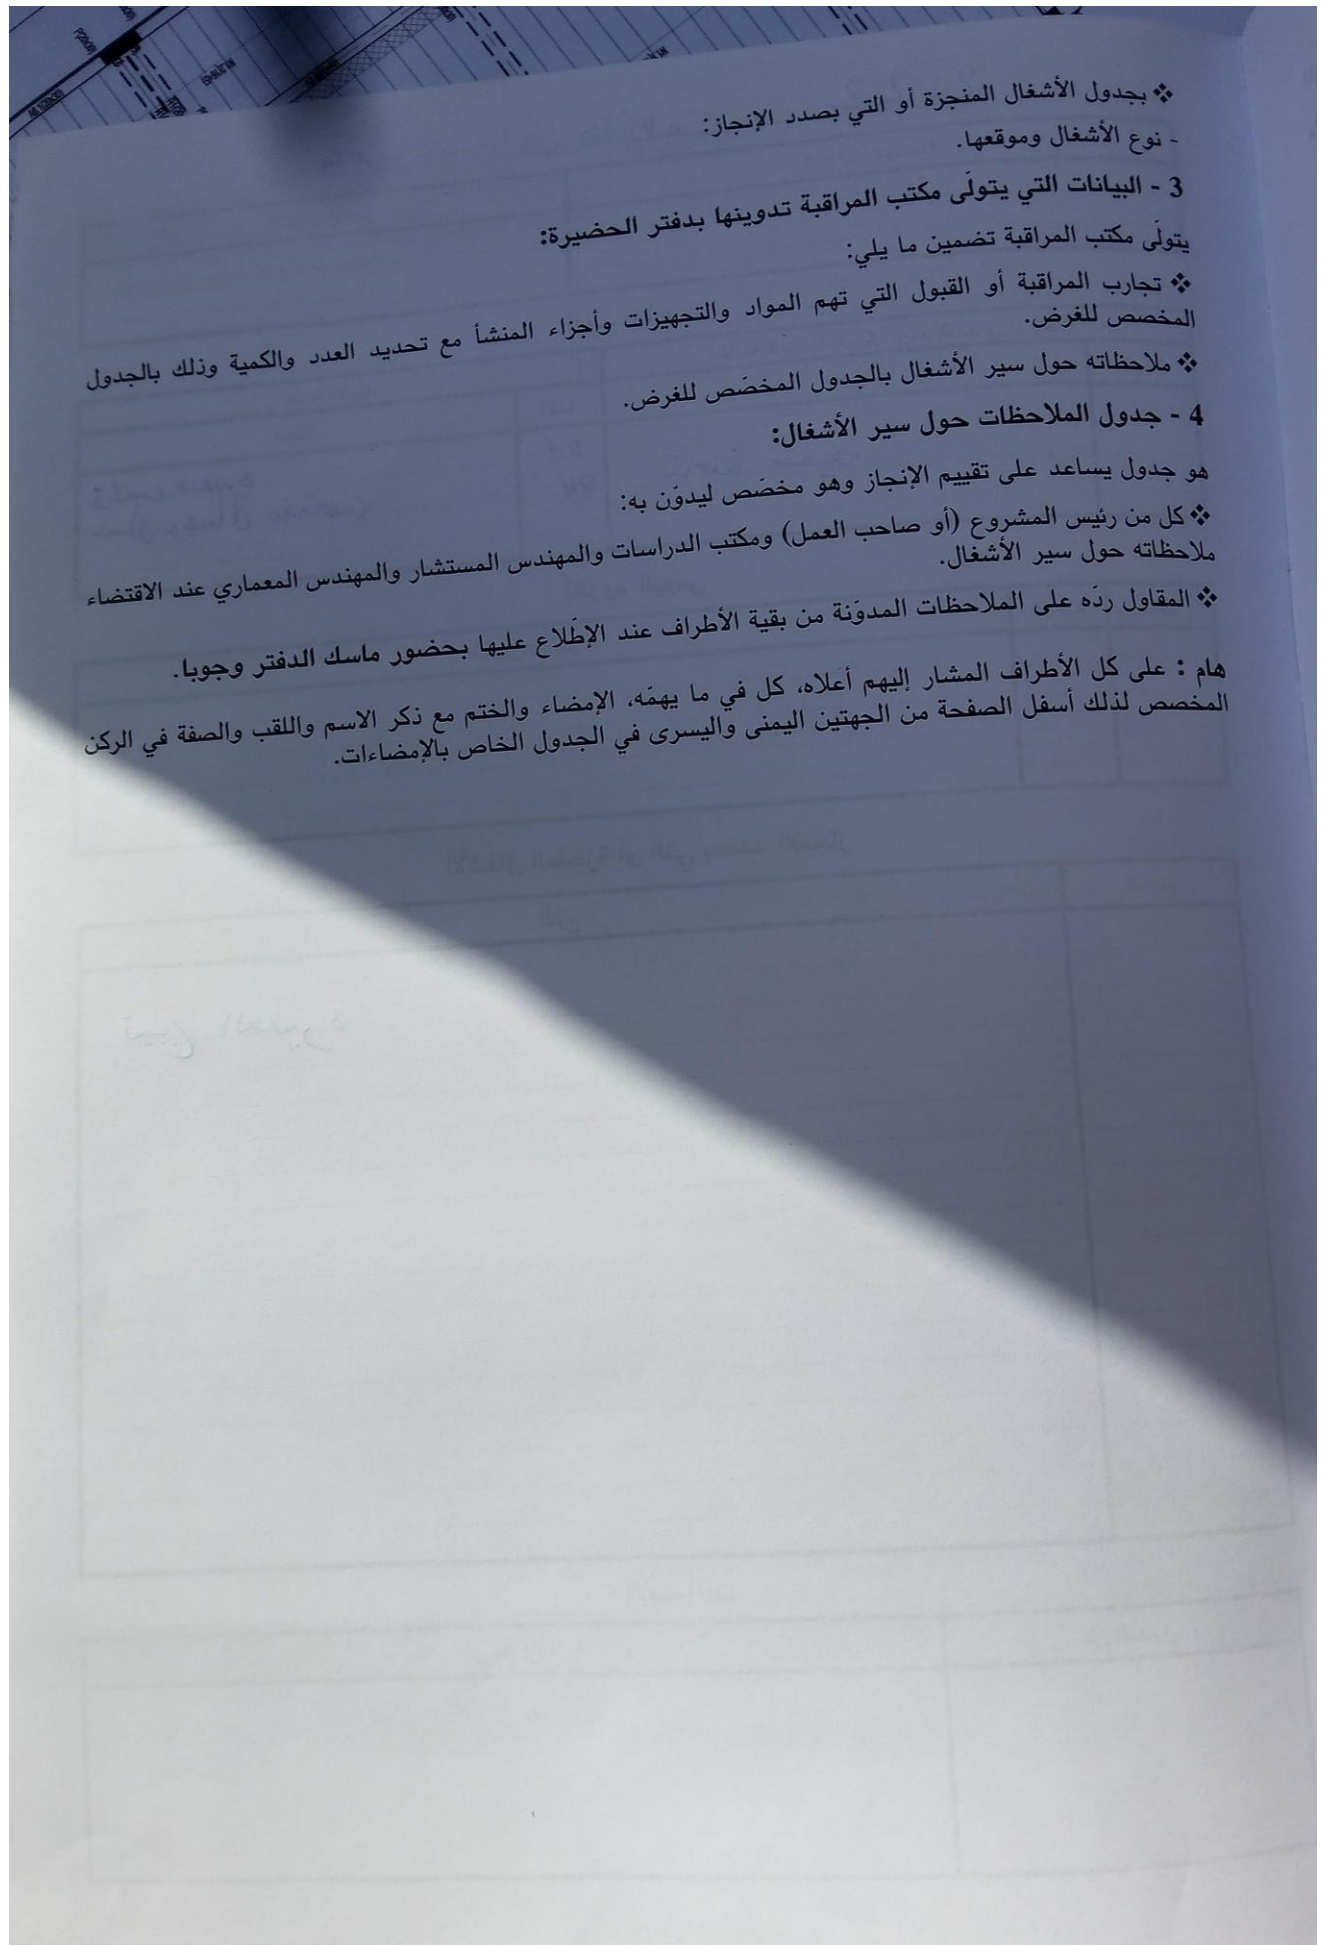 ❖ بجدول الأشغال المنجزة أو التي بصدد الإنجاز:
- نوع الأشغال وموقعها.
3 - البيانات التي يتولّى مكتب المراقبة تدوينها بدفتر الحضيرة:
يتولّى مكتب المراقبة تضمين ما يلي:
❖ تجارب المراقبة أو القبول التي تهم المواد والتجهيزات وأجزاء المنشأ مع تحديد العدد والكمية وذلك بالجدول
المخصص للغرض.
❖ ملاحظاته حول سير الأشغال بالجدول المخصّص للغرض.
4 - جدول الملاحظات حول سير الأشغال:
هو جدول يساعد على تقييم الإنجاز وهو مخصّص ليدوّن به:
❖ كل من رئيس المشروع (أو صاحب العمل) ومكتب الدراسات والمهندس المستشار والمهندس المعماري عند الاقتضاء
ملاحظاته حول سير الأشغال.
❖ المقاول ردّه على الملاحظات المدوّنة من بقية الأطراف عند الإطّلاع عليها بحضور ماسك الدفتر وجوبا.
هام : على كل الأطراف المشار إليهم أعلاه، كل في ما يهمّه، الإمضاء والختم مع ذكر الاسم واللقب والصفة في الركن
المخصص لذلك أسفل الصفحة من الجهتين اليمنى واليسرى في الجدول الخاص بالإمضاءات.